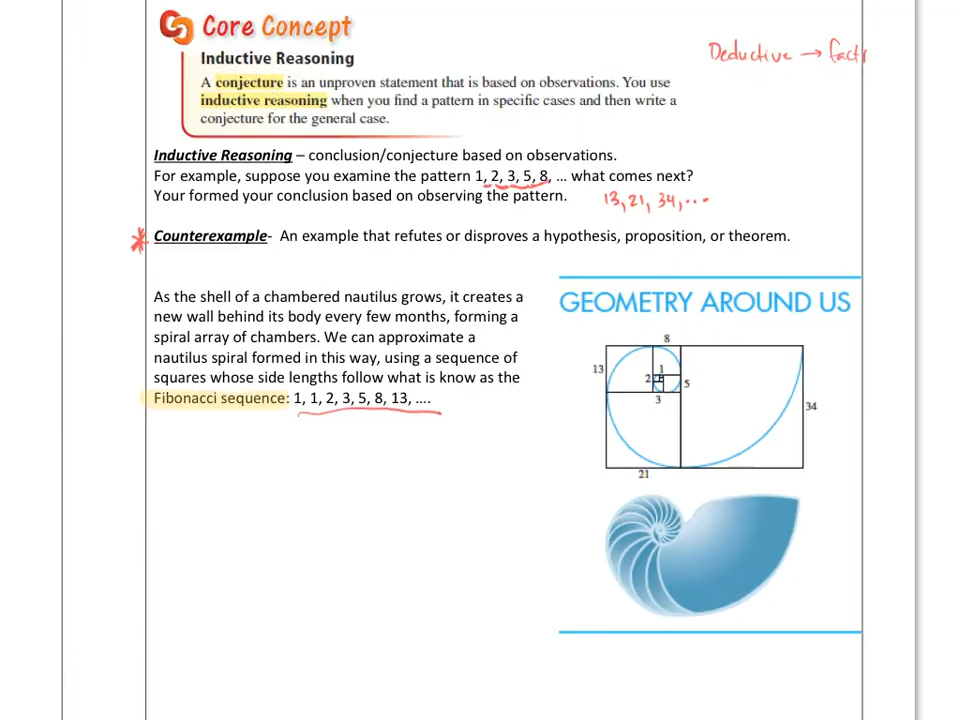 Core Concept
Inductive Reasoning
Deductive → facts
A conjecture is an unproven statement that is based on observations. You use
inductive reasoning when you find a pattern in specific cases and then write a
conjecture for the general case.
Inductive Reasoning – conclusion/conjecture based on observations.
For example, suppose you examine the pattern 1, 2, 3, 5, 8, … what comes next?
Your formed your conclusion based on observing the pattern.
13, 21, 34, ...
* Counterexample- An example that refutes or disproves a hypothesis, proposition, or theorem.
As the shell of a chambered nautilus grows, it creates a
new wall behind its body every few months, forming a
spiral array of chambers. We can approximate a
nautilus spiral formed in this way, using a sequence of
squares whose side lengths follow what is know as the
Fibonacci sequence: 1, 1, 2, 3, 5, 8, 13, ….
GEOMETRY AROUND US
8
13
1
2
5
3
34
21